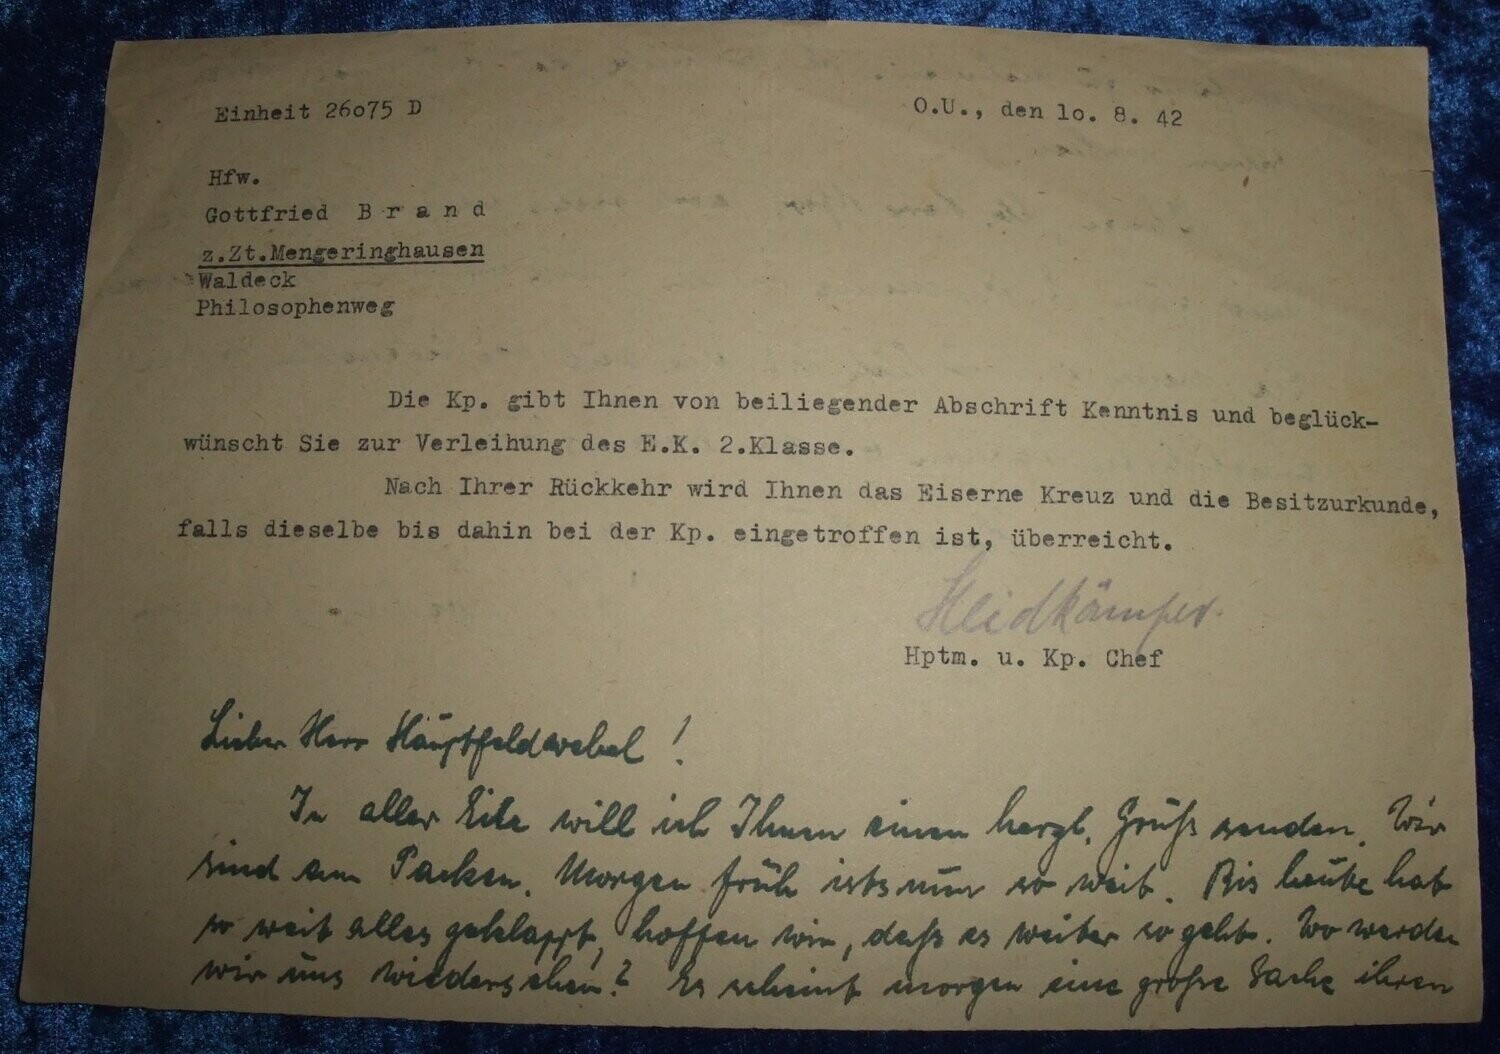 Einheit 26o75 D
O.U., den lo. 8. 42
Hfw.
Gottfried B r a n d
z.Zt.Mengeringhausen
Waldeck
Philosophenweg
Die Kp. gibt Ihnen von beiliegender Abschrift Kenntnis und beglück-
wünscht Sie zur Verleihung des E.K. 2.Klasse.
Nach Ihrer Rückkehr wird Ihnen das Eiserne Kreuz und die Besitzurkunde,
falls dieselbe bis dahin bei der Kp. eingetroffen ist, überreicht.
Heidkämper
Hptm. u. Kp. Chef
Lieber Herr Hauptfeldwebel!
In aller Eile will ich Ihnen einen herzl. Gruß senden. Wir
sind am Packen. Morgen früh ists nun so weit. Bis heute hat
so weit alles geklappt, hoffen wir, daß es weiter so geht. Wo werden
wir uns wiedersehen? Es scheint morgen eine große Sache ihren